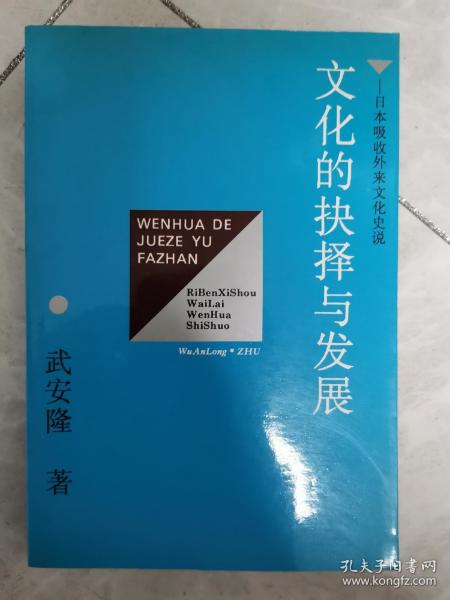 ——日本吸收外来文化史说
文化的抉择与发展
WENHUA DE
JUEZE YU
FAZHAN
RiBenXiShou
WaiLai
WenHua
ShiShuo
WuAnLong • ZHU
武安隆 著
孔夫子旧书网
www.kongfz.com